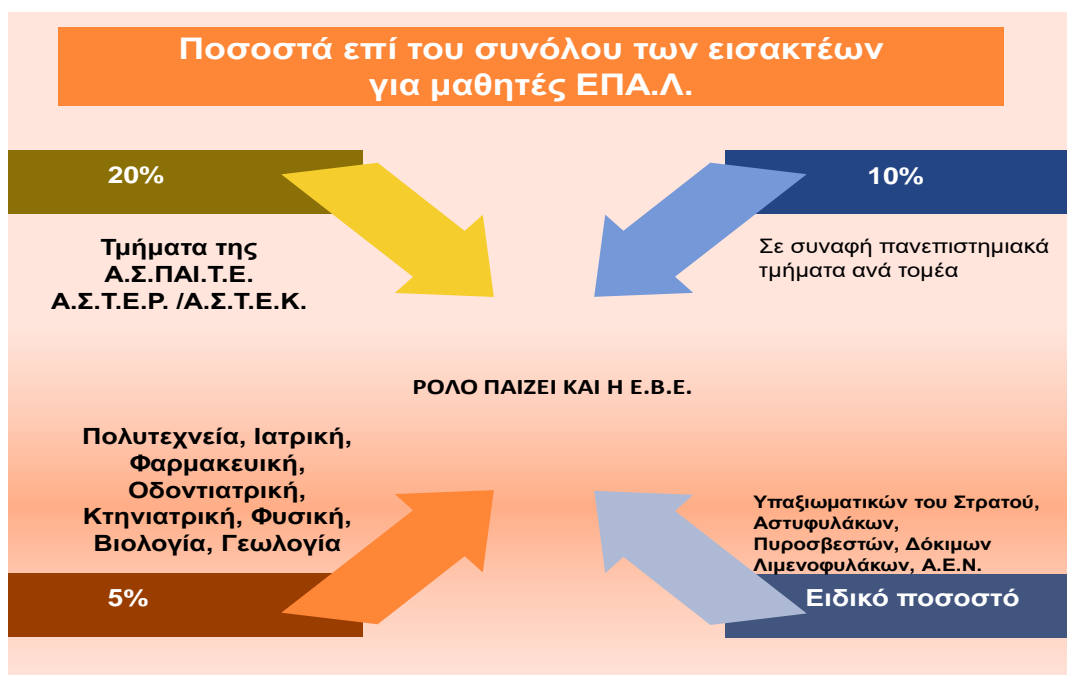 Ποσοστά επί του συνόλου των εισακτέων
για μαθητές ΕΠΑ.Λ.
20%
Τμήματα της
Α.Σ.ΠΑΙ.Τ.Ε.
Α.Σ.Τ.Ε.Ρ. /Α.Σ.Τ.Ε.Κ.
10%
Σε συναφή πανεπιστημιακά
τμήματα ανά τομέα
ΡΟΛΟ ΠΑΙΖΕΙ ΚΑΙ Η Ε.Β.Ε.
Πολυτεχνεία, Ιατρική,
Φαρμακευική,
Οδοντιατρική,
Κτηνιατρική, Φυσική,
Βιολογία, Γεωλογία
5%
Υπαξιωματικών του Στρατού,
Αστυφυλάκων,
Πυροσβεστών, Δόκιμων
Λιμενοφυλάκων, Α.Ε.Ν.
Ειδικό ποσοστό